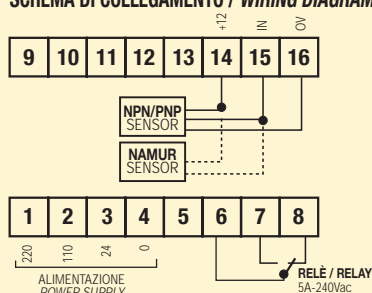 SCHEMA DI COLLEGAMENTO / WIRING DIAGRAM
+12 IN OV
9 10 11 12 13 14 15 16
NPN/PNP
SENSOR
NAMUR
SENSOR
1 2 3 4 5 6 7 8
220 110 24 0
ALIMENTAZIONE
POWER SUPPLY
RELÈ / RELAY
5A-240Vac